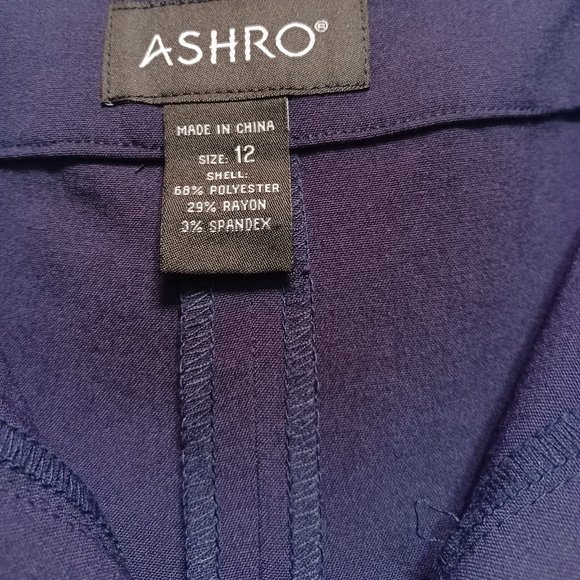 ASHRO®
MADE IN CHINA
SIZE: 12
SHELL:
68% POLYESTER
29% RAYON
3% SPANDEX